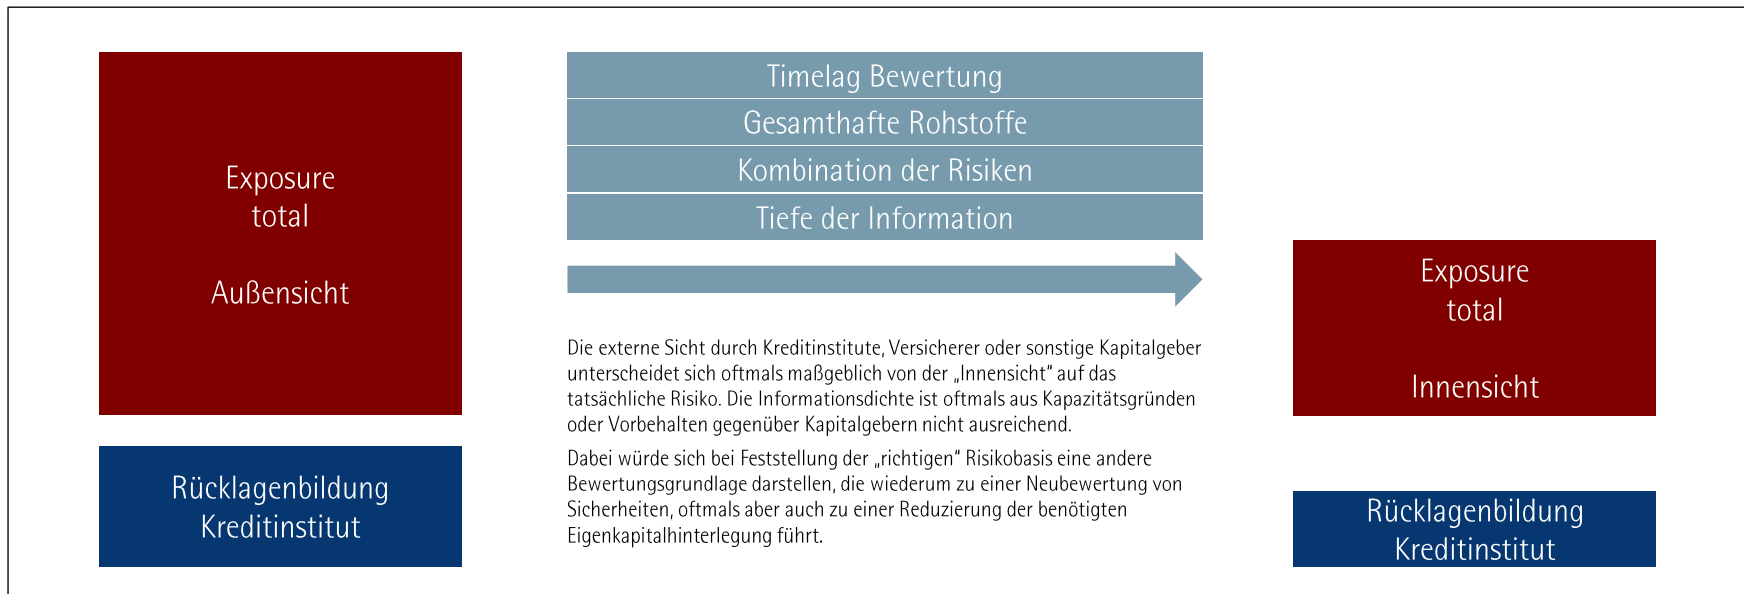 Exposure
total
Außensicht
Rücklagenbildung
Kreditinstitut
Timelag Bewertung
Gesamthafte Rohstoffe
Kombination der Risiken
Tiefe der Information
Die externe Sicht durch Kreditinstitute, Versicherer oder sonstige Kapitalgeber
unterscheidet sich oftmals maßgeblich von der „Innensicht“ auf das
tatsächliche Risiko. Die Informationsdichte ist oftmals aus Kapazitätsgründen
oder Vorbehalten gegenüber Kapitalgebern nicht ausreichend.
Dabei würde sich bei Feststellung der „richtigen“ Risikobasis eine andere
Bewertungsgrundlage darstellen, die wiederum zu einer Neubewertung von
Sicherheiten, oftmals aber auch zu einer Reduzierung der benötigten
Eigenkapitalhinterlegung führt.
Exposure
total
Innensicht
Rücklagenbildung
Kreditinstitut